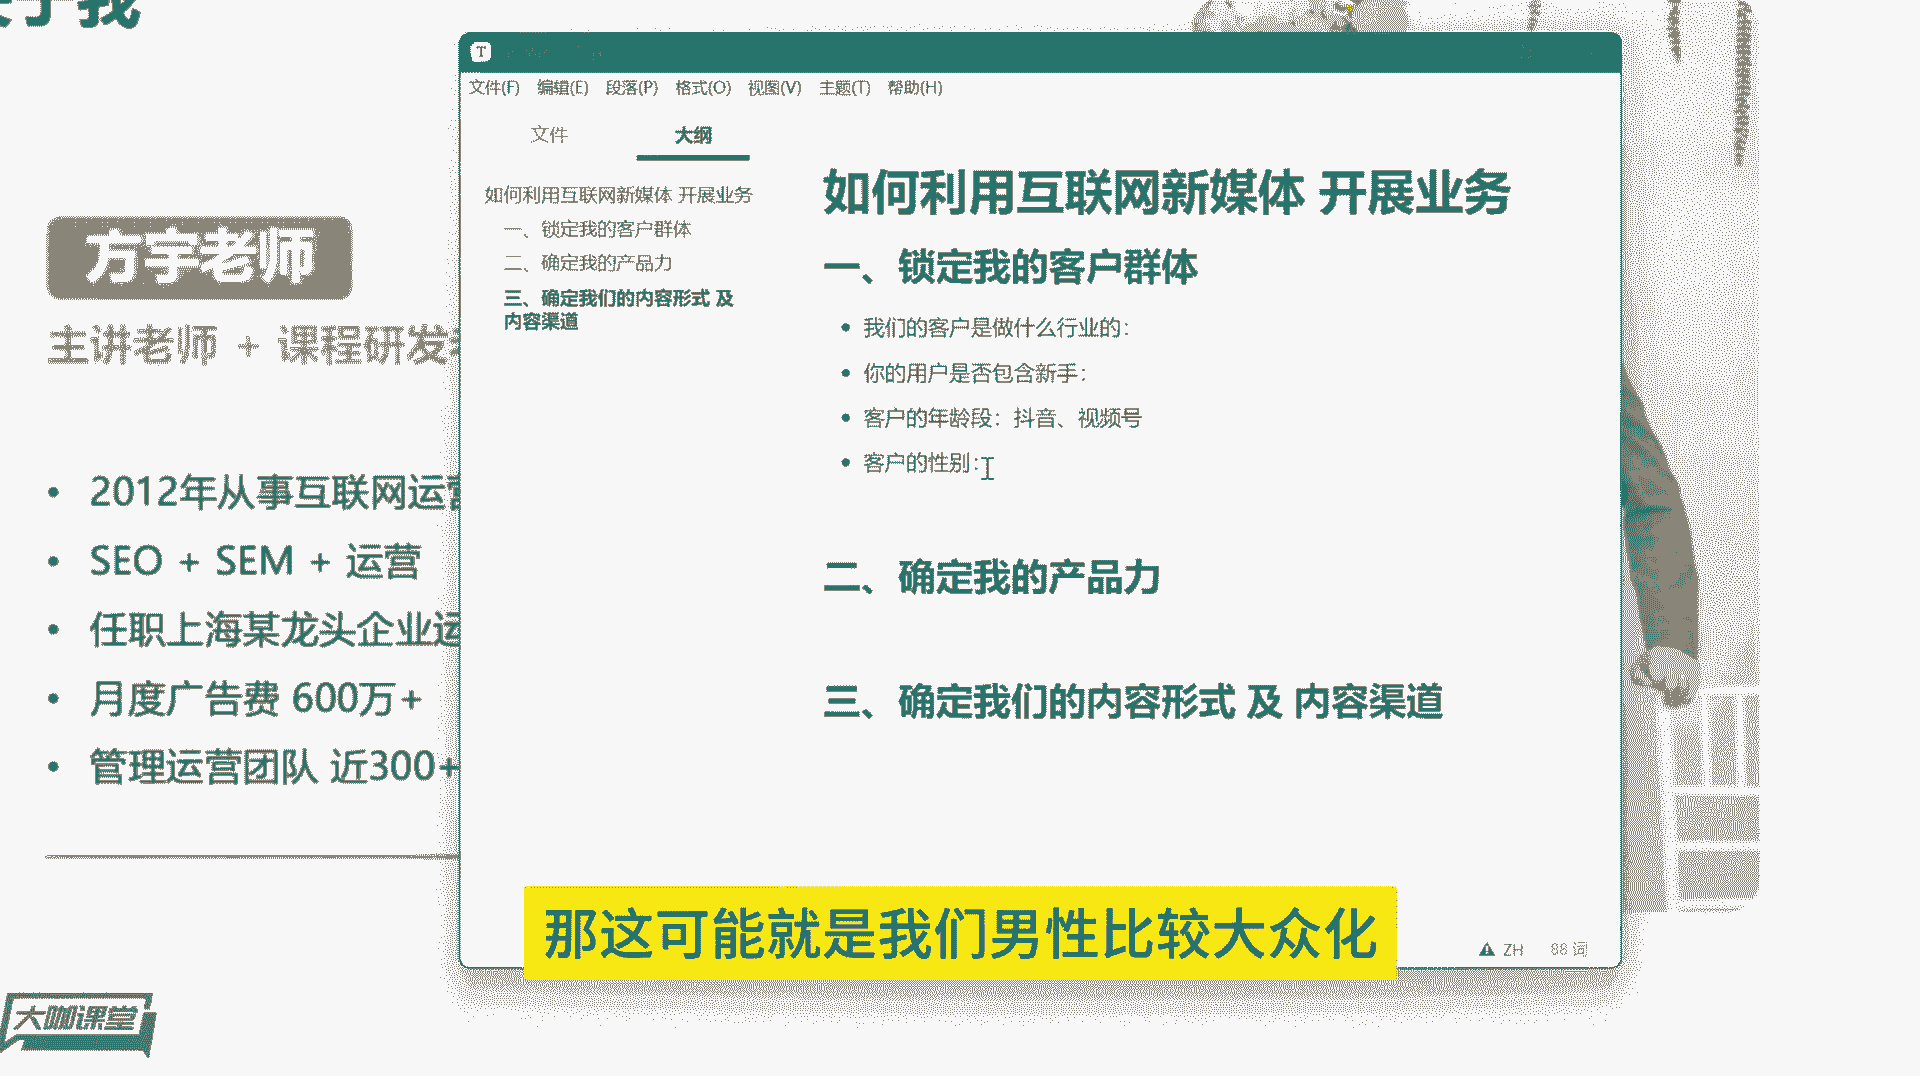 我
方宇老师
主讲老师 + 课程研发
2012年从事互联网运营
SEO + SEM + 运营
任职上海某龙头企业运
月度广告费 600万+
管理运营团队 近300+
大咖课堂
T
文件(F) 编辑(E) 段落(P) 格式(O) 视图(V) 主题(T) 帮助(H)
文件 大纲
如何利用互联网新媒体 开展业务
一、锁定我的客户群体
二、确定我的产品力
三、确定我们的内容形式 及
内容渠道
如何利用互联网新媒体 开展业务
一、锁定我的客户群体
我们的客户是做什么行业的：
你的用户是否包含新手：
客户的年龄段：抖音、视频号
客户的性别：
二、确定我的产品力
三、确定我们的内容形式 及 内容渠道
ZH 88 词
那这可能就是我们男性比较大众化